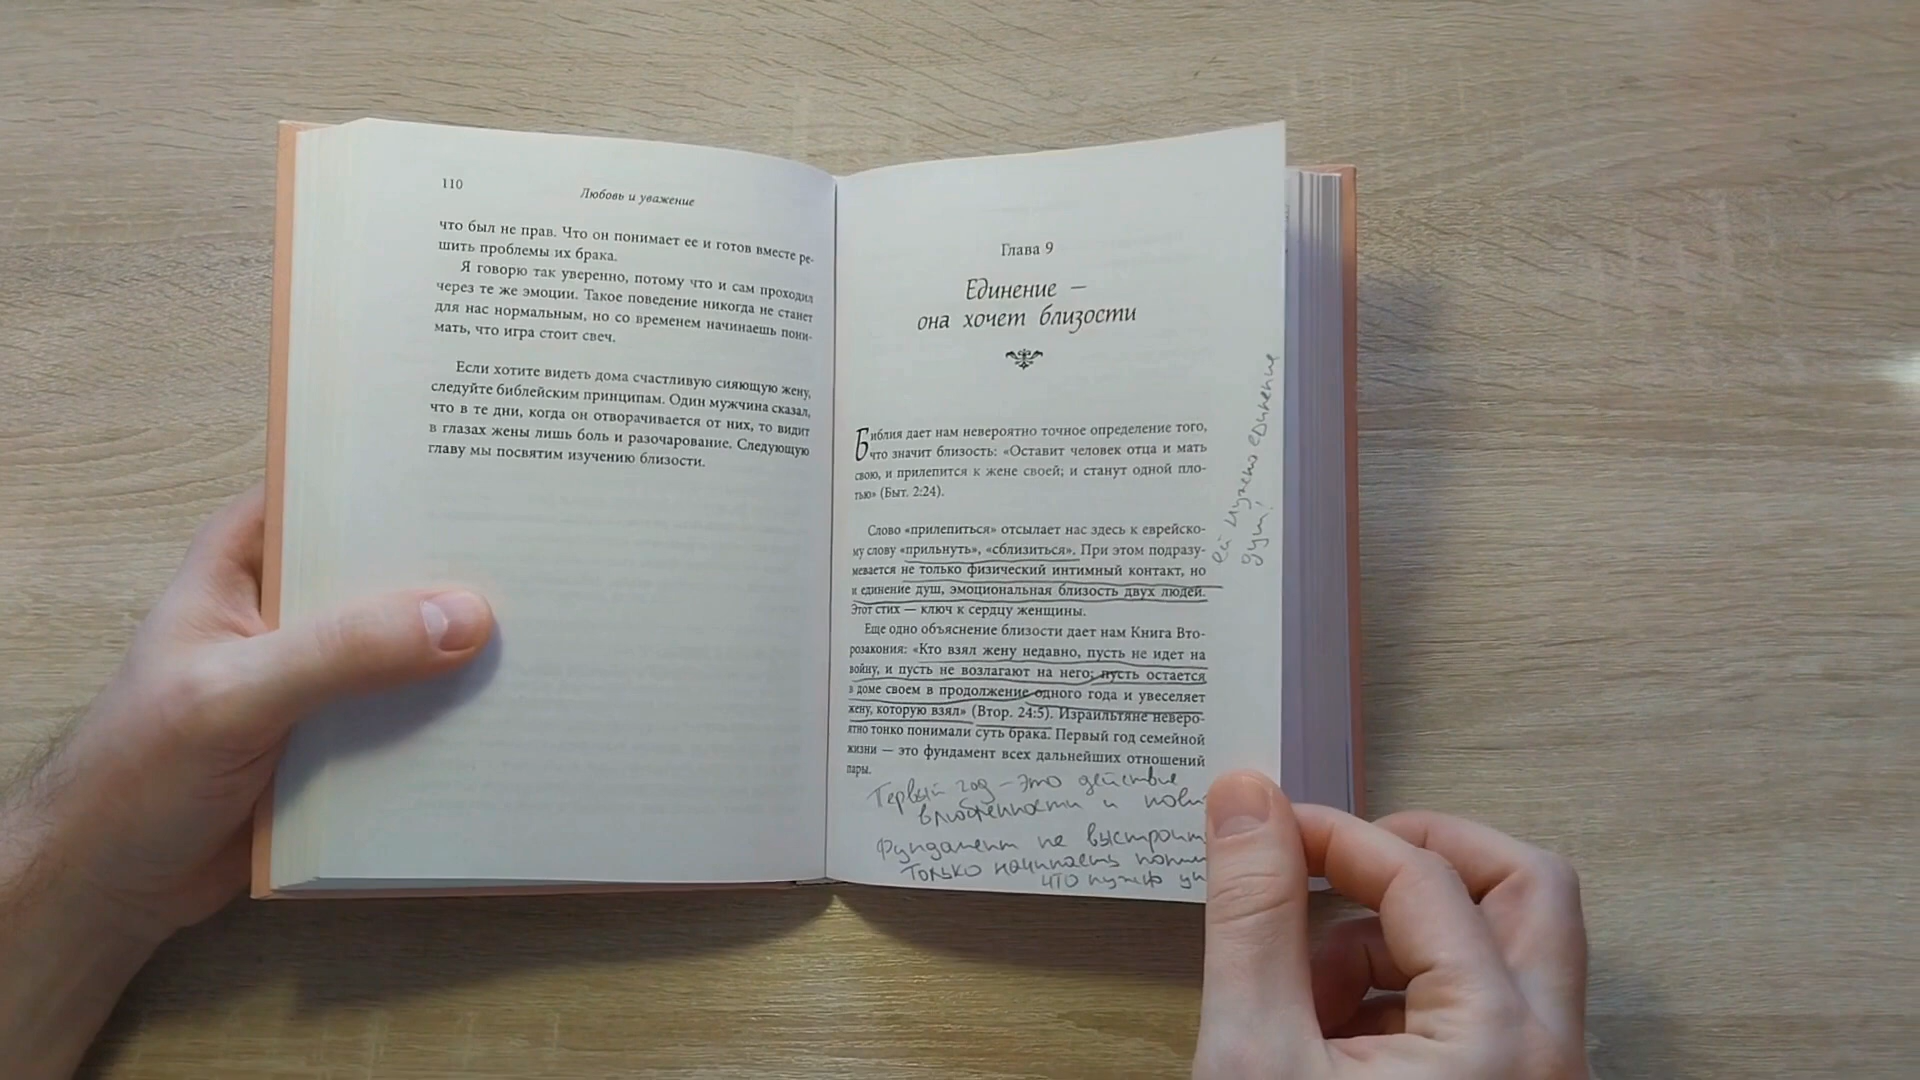 110
Любовь и уважение
что был не прав. Что он понимает ее и готов вместе ре-
шить проблемы их брака.
Я говорю так уверенно, потому что и сам проходил
через те же эмоции. Такое поведение никогда не станет
для нас нормальным, но со временем начинаешь пони-
мать, что игра стоит свеч.
Если хотите видеть дома счастливую сияющую жену,
следуйте библейским принципам. Один мужчина сказал,
что в те дни, когда он отворачивается от них, то видит
в глазах жены лишь боль и разочарование. Следующую
главу мы посвятим изучению близости.
Глава 9
Единение —
она хочет близости
Библия дает нам невероятно точное определение того,
что значит близость: «Оставит человек отца и мать
свою, и прилепится к жене своей; и станут одной пло-
тью» (Быт. 2:24).
Слово «прилепиться» отсылает нас здесь к еврейско-
му слову «прильнуть», «сблизиться». При этом подразу-
мевается не только физический интимный контакт, но
и единение душ, эмоциональная близость двух людей.
Этот стих — ключ к сердцу женщины.
Еще одно объяснение близости дает нам Книга Вто-
розакония: «Кто взял жену недавно, пусть не идет на
войну, и пусть не возлагают на него; пусть остается
в доме своем в продолжение одного года и увеселяет
жену, которую взял» (Втор. 24:5). Израильтяне неверо-
ятно тонко понимали суть брака. Первый год семейной
жизни — это фундамент всех дальнейших отношений
пары.
Первый год – это действие
влюбленности и
Фундамент не
только начинаешь
что нужно
ей нужно единение
душ!